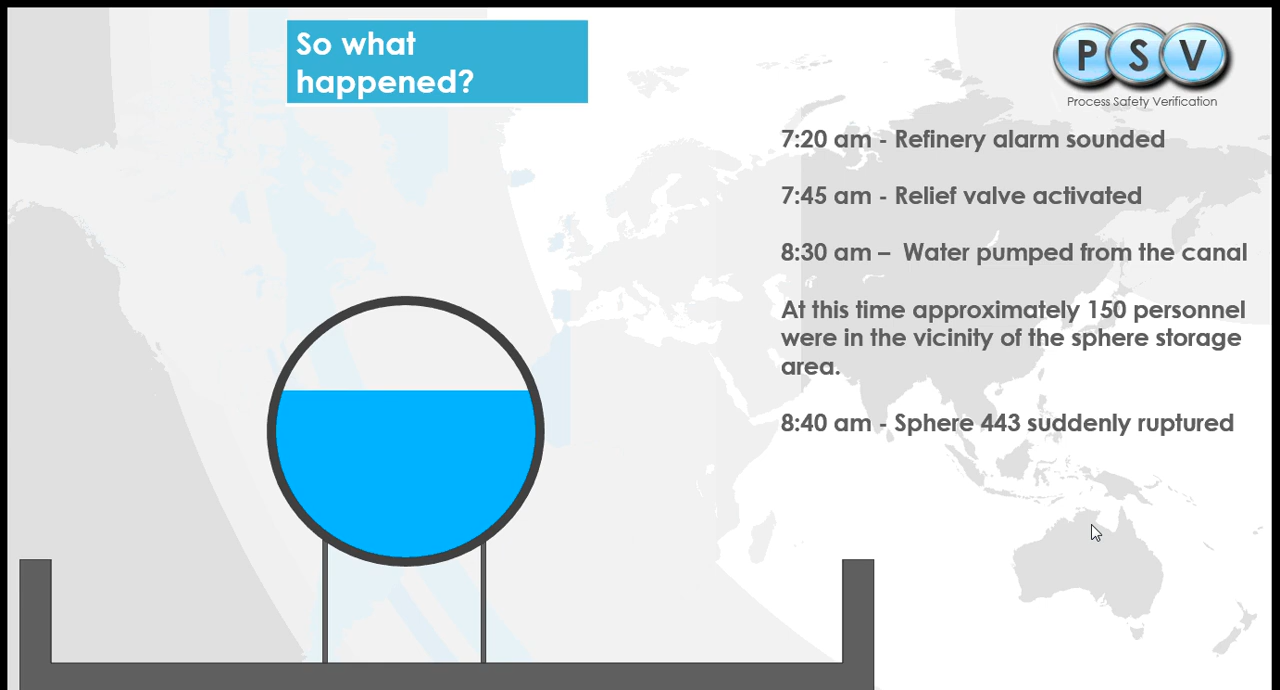 So what
happened?
P S V
Process Safety Verification
7:20 am - Refinery alarm sounded
7:45 am - Relief valve activated
8:30 am –  Water pumped from the canal
At this time approximately 150 personnel
were in the vicinity of the sphere storage
area.
8:40 am - Sphere 443 suddenly ruptured